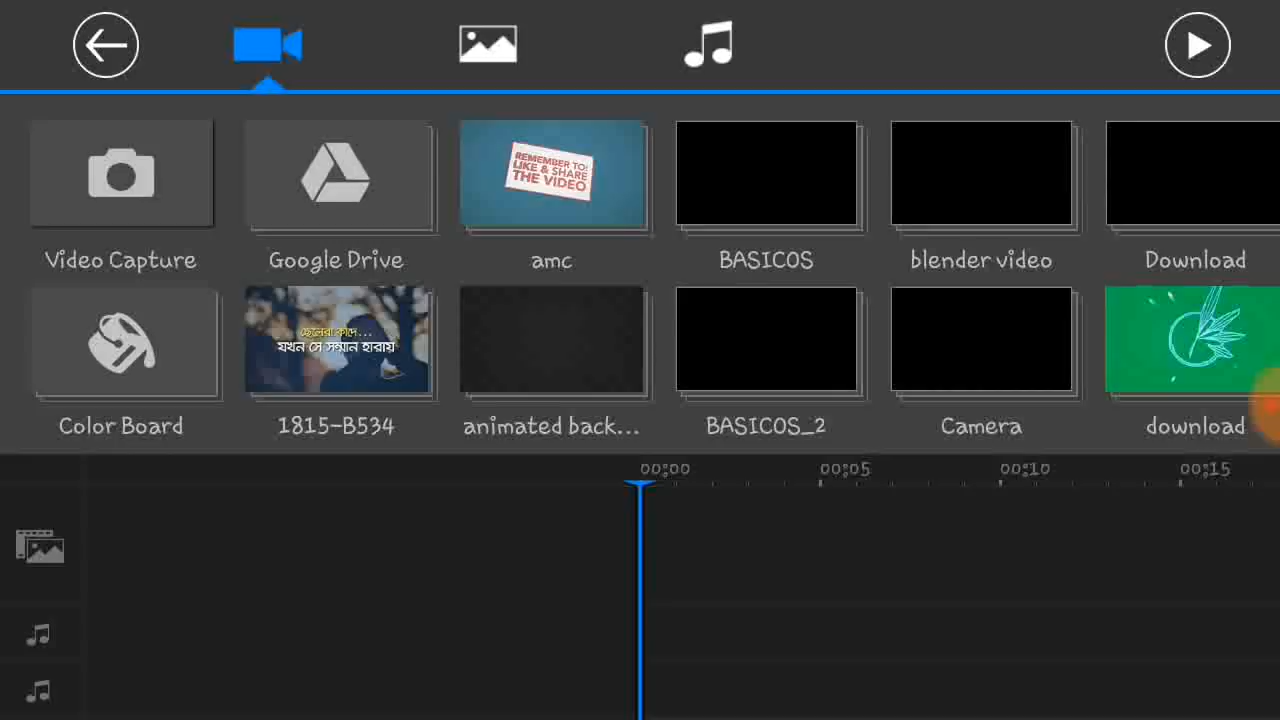 REMEMBER TO:
LIKE & SHARE
THE VIDEO
Video Capture
Google Drive
amc
BASICOS
blender video
Download
ছেলেরা কাঁদে...
যখন সে সম্মান হারায়
Color Board
1815-B534
animated back...
BASICOS_2
Camera
download
00:00
00:05
00:10
00:15